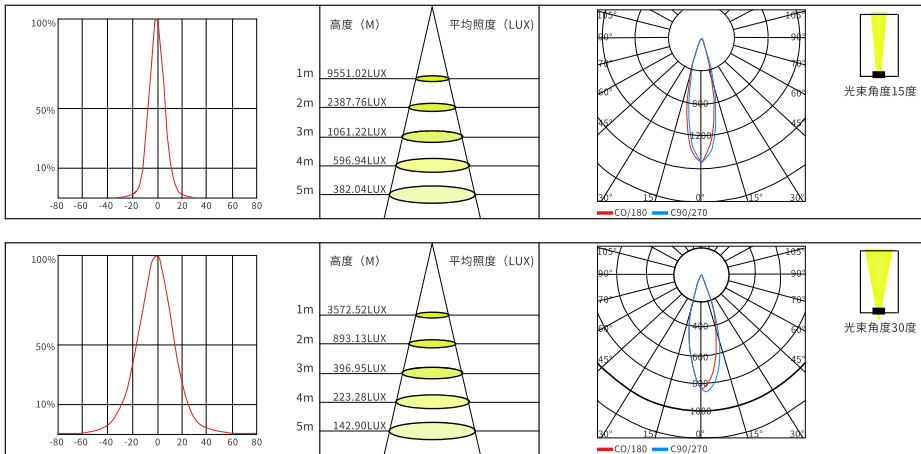 100%
50%
10%
-80 -60 -40 -20 0 20 40 60 80
高度（M） 平均照度（LUX）
1m 9551.02LUX
2m 2387.76LUX
3m 1061.22LUX
4m 596.94LUX
5m 382.04LUX
105° 105°
90° 90°
70° 70°
60° 60°
800
45° 45°
1200
30° 15° 0° 15° 30°
CO/180 C90/270
光束角度15度
100%
50%
10%
-80 -60 -40 -20 0 20 40 60 80
高度（M） 平均照度（LUX）
1m 3572.52LUX
2m 893.13LUX
3m 396.95LUX
4m 223.28LUX
5m 142.90LUX
105° 105°
90° 90°
70° 70°
400
60° 60°
600
45° 45°
800
1000
30° 15° 0° 15° 30°
CO/180 C90/270
光束角度30度